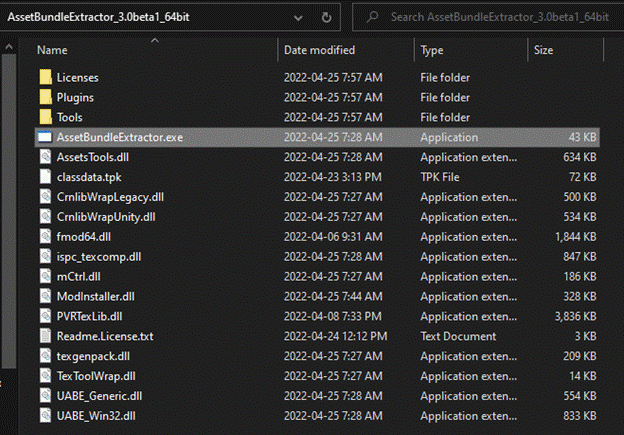 AssetBundleExtractor_3.0beta1_64bit Search AssetBundleExtractor_3.0beta1_64bit
Name Date modified Type Size
Licenses 2022-04-25 7:57 AM File folder
Plugins 2022-04-25 7:57 AM File folder
Tools 2022-04-25 7:57 AM File folder
AssetBundleExtractor.exe 2022-04-25 7:28 AM Application 43 KB
AssetsTools.dll 2022-04-25 7:28 AM Application exten... 634 KB
classdata.tpk 2022-04-23 3:13 PM TPK File 72 KB
CrnlibWrapLegacy.dll 2022-04-25 7:27 AM Application exten... 500 KB
CrnlibWrapUnity.dll 2022-04-25 7:27 AM Application exten... 534 KB
fmod64.dll 2022-04-06 9:31 AM Application exten... 1,844 KB
ispc_texcomp.dll 2022-04-25 7:28 AM Application exten... 847 KB
mCtrl.dll 2022-04-25 7:27 AM Application exten... 186 KB
ModInstaller.dll 2022-04-25 7:44 AM Application exten... 328 KB
PVRTexLib.dll 2022-04-08 7:33 PM Application exten... 3,836 KB
Readme.License.txt 2022-04-24 12:12 PM Text Document 3 KB
texgenpack.dll 2022-04-25 7:27 AM Application exten... 209 KB
TexToolWrap.dll 2022-04-25 7:27 AM Application exten... 14 KB
UABE_Generic.dll 2022-04-25 7:28 AM Application exten... 554 KB
UABE_Win32.dll 2022-04-25 7:28 AM Application exten... 833 KB